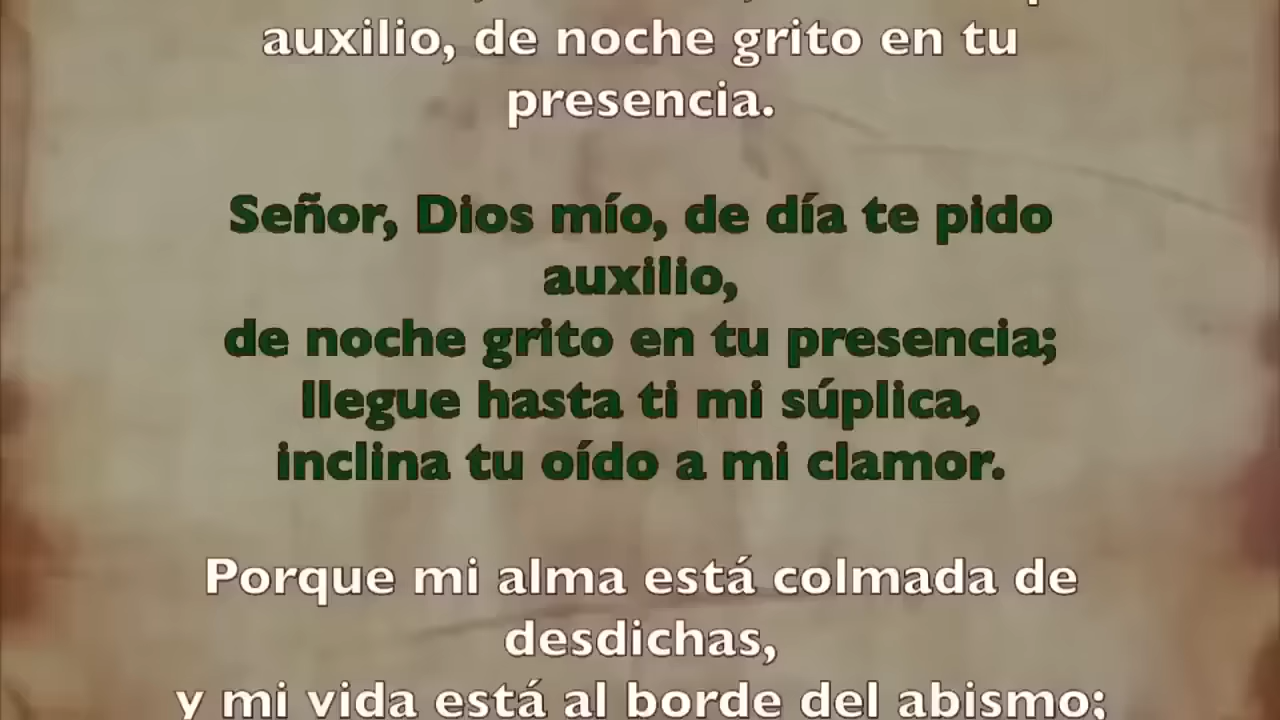 auxilio, de noche grito en tu
presencia.
Señor, Dios mío, de día te pido
auxilio,
de noche grito en tu presencia;
llegue hasta ti mi súplica,
inclina tu oído a mi clamor.
Porque mi alma está colmada de
desdichas,
y mi vida está al borde del abismo;